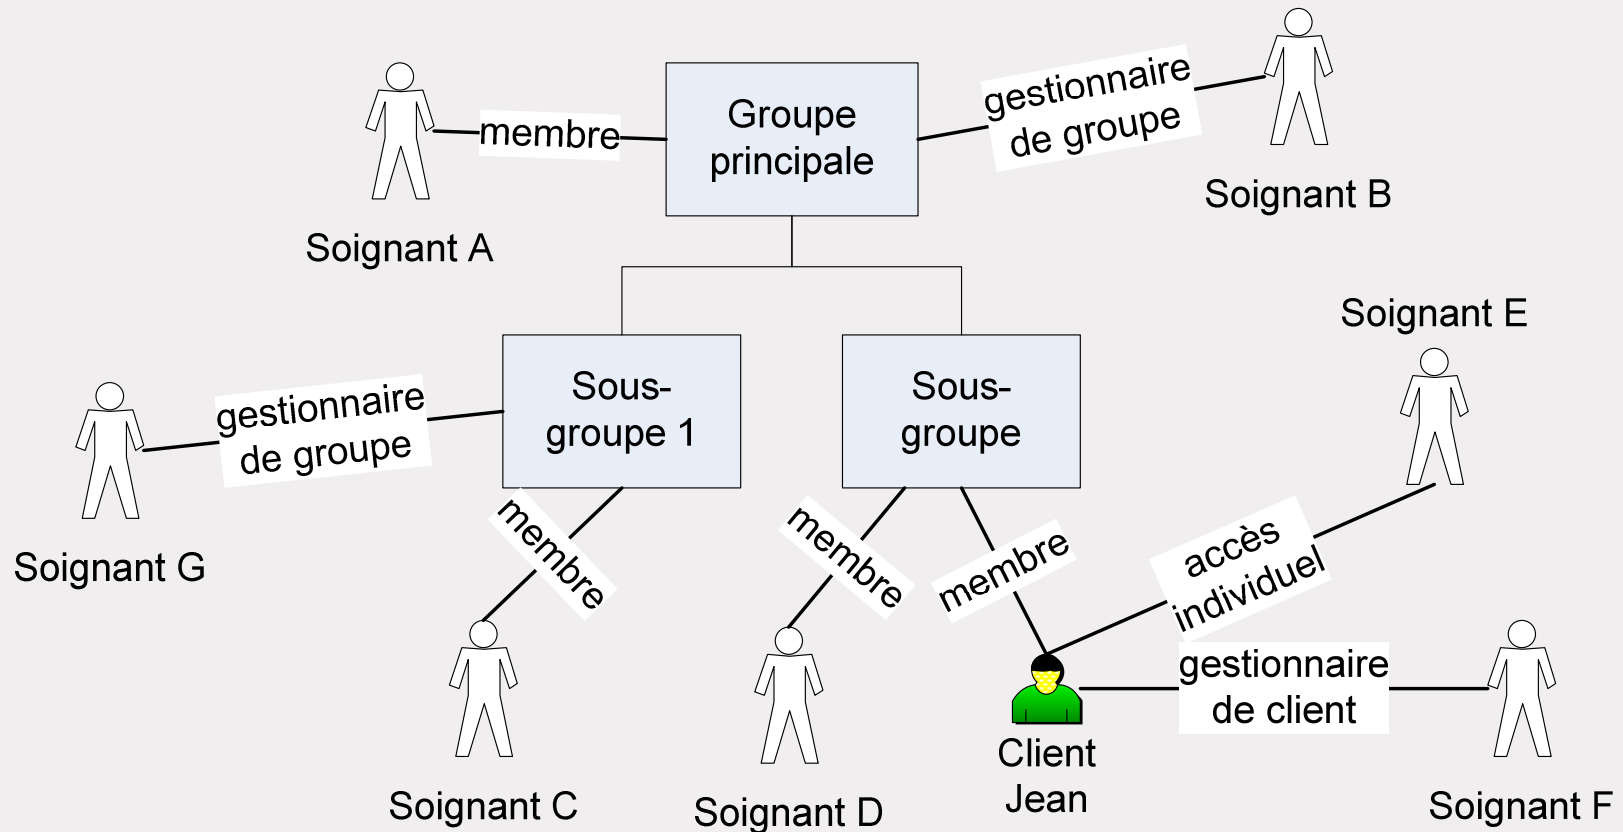 Groupe
principale
gestionnaire
de groupe
membre
Soignant B
Soignant A
Soignant E
Sous-
groupe 1
Sous-
groupe
gestionnaire
de groupe
Soignant G
membre
membre
membre
accès
individuel
gestionnaire
de client
Client
Jean
Soignant C
Soignant D
Soignant F